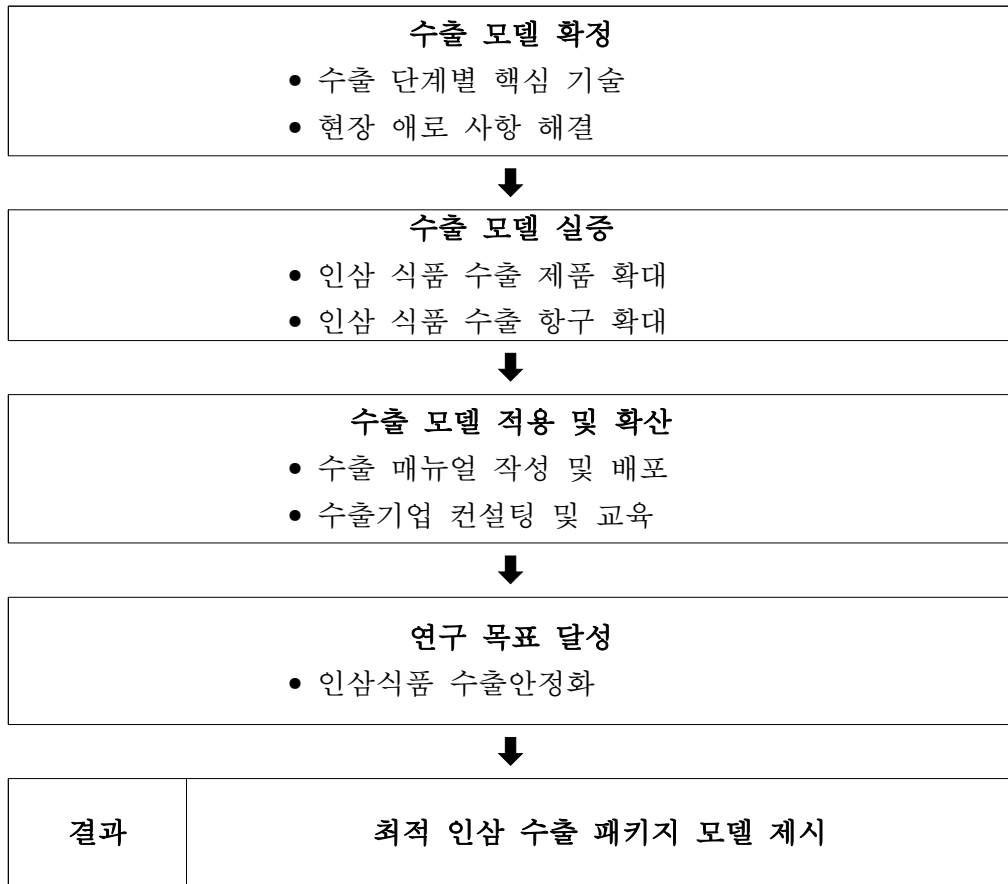 수출 모델 확정
• 수출 단계별 핵심 기술
• 현장 애로 사항 해결
수출 모델 실증
• 인삼 식품 수출 제품 확대
• 인삼 식품 수출 항구 확대
수출 모델 적용 및 확산
• 수출 매뉴얼 작성 및 배포
• 수출기업 컨설팅 및 교육
연구 목표 달성
• 인삼식품 수출안정화
결과 최적 인삼 수출 패키지 모델 제시